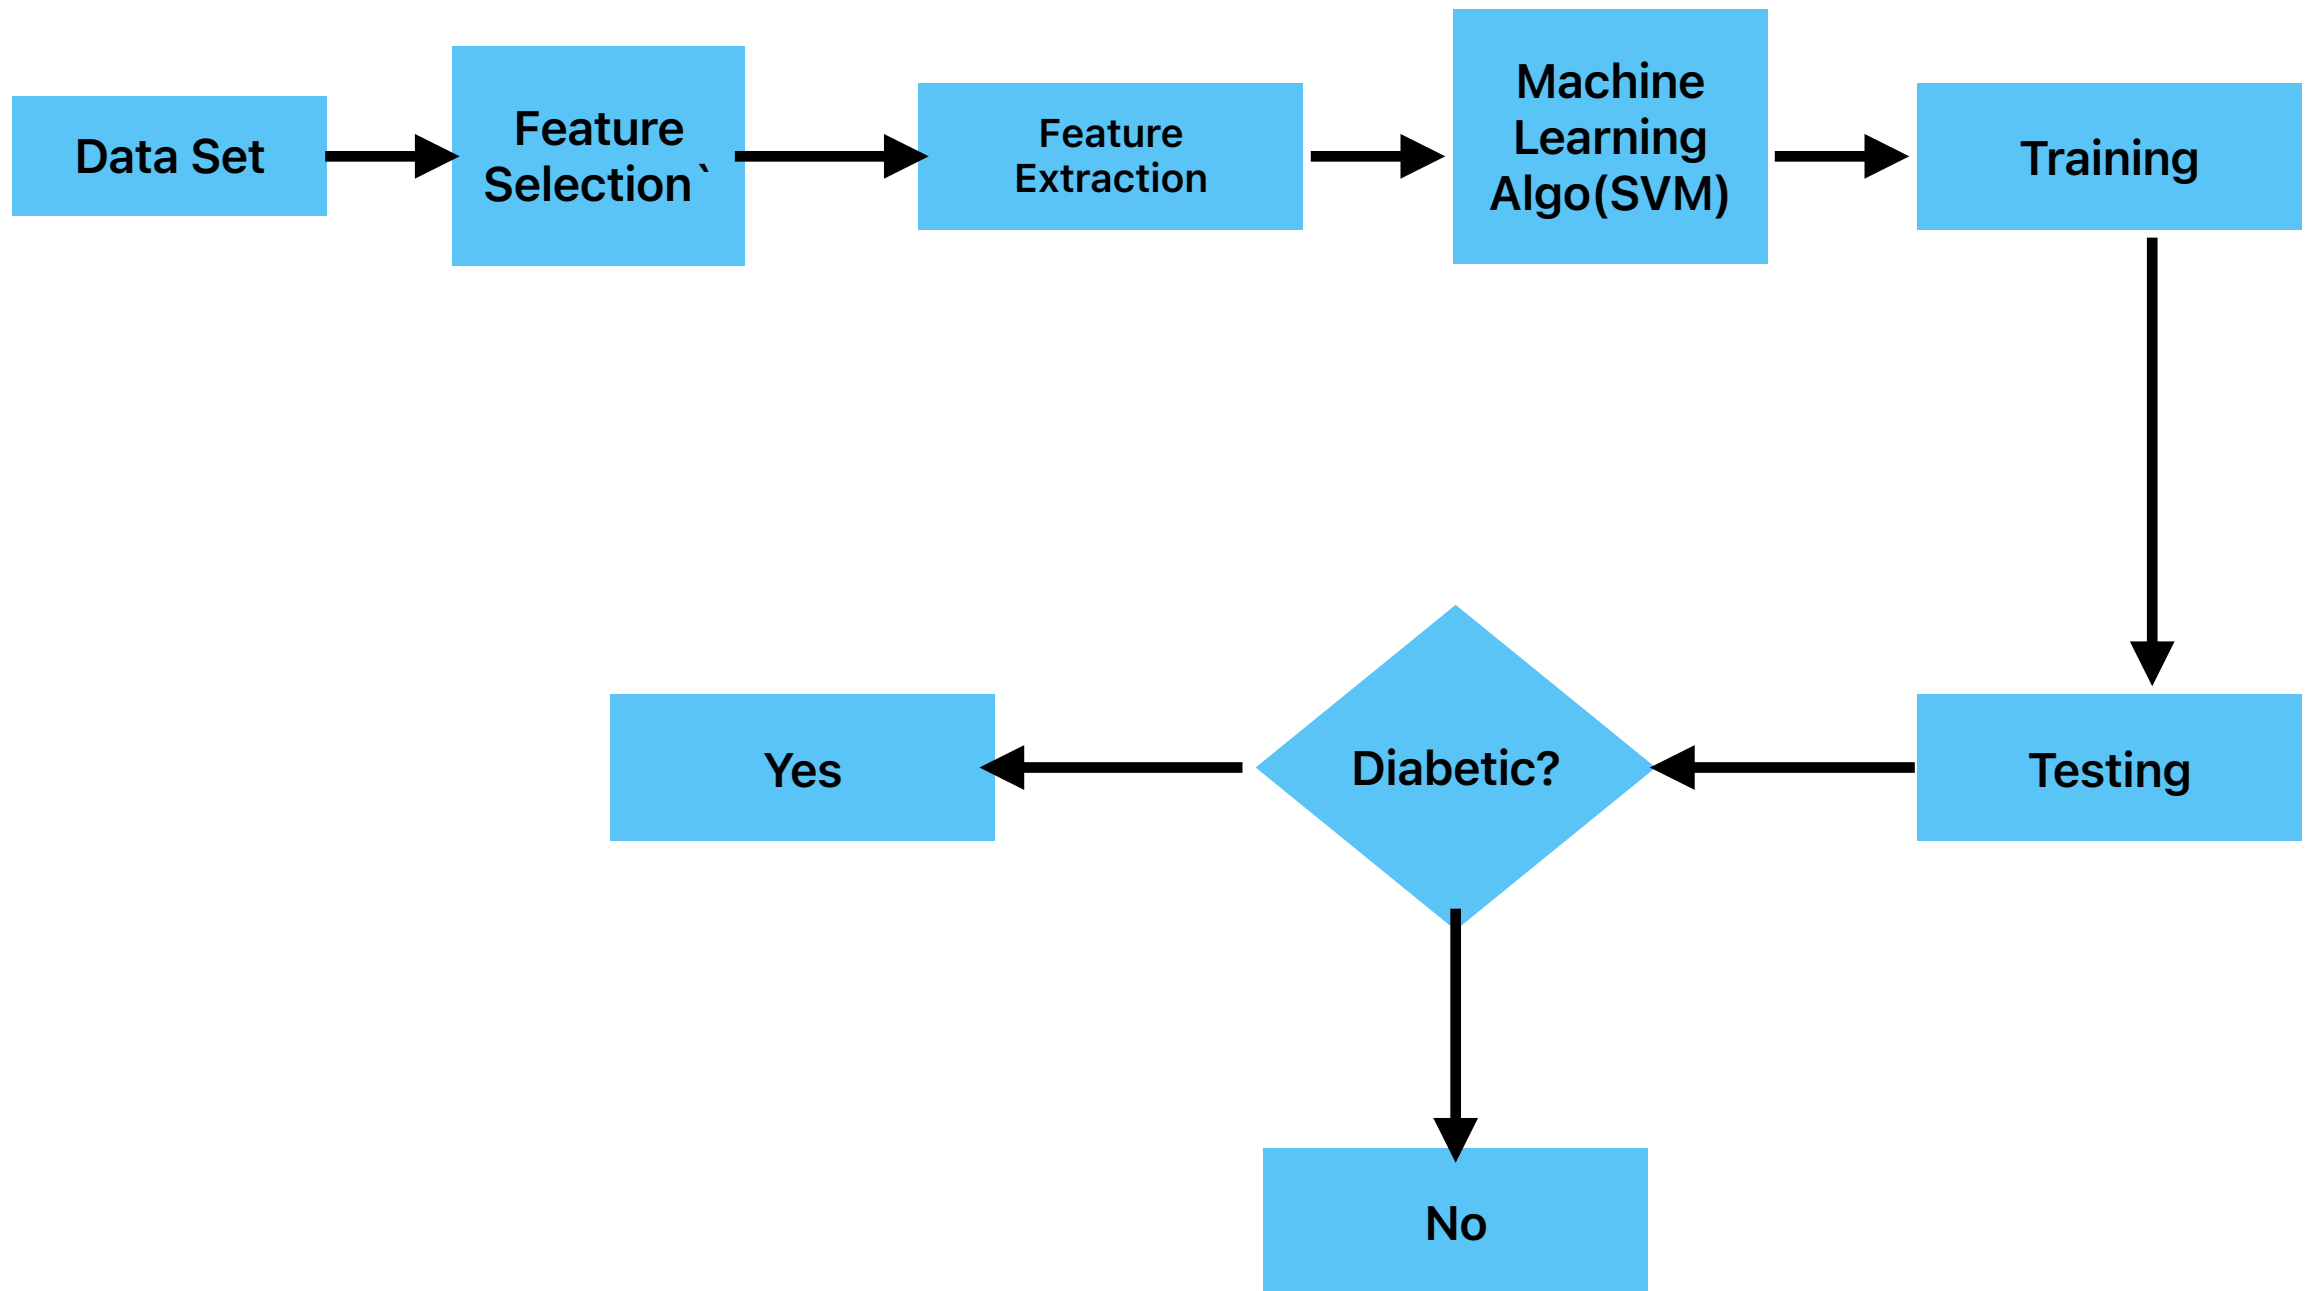 Data Set
Feature
Selection`
Feature
Extraction
Machine
Learning
Algo(SVM)
Training
Yes
Diabetic?
Testing
No